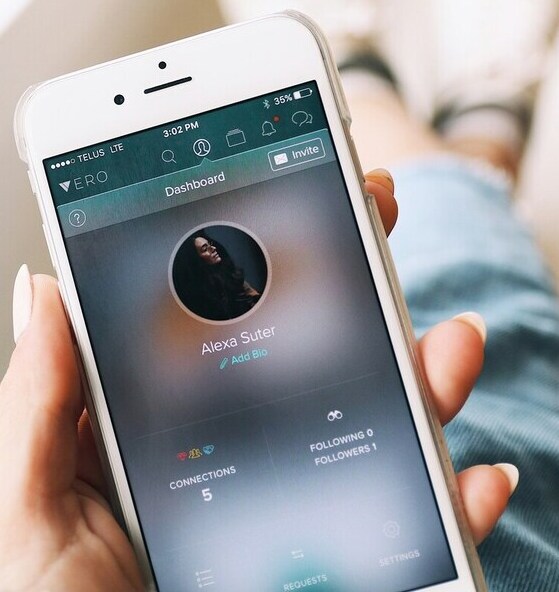 TELUS LTE 3:02 PM 35%
VERO
Dashboard
Invite
?
Alexa Suter
Add Bio
CONNECTIONS
5
FOLLOWING 0
FOLLOWERS 1
REQUESTS
SETTINGS